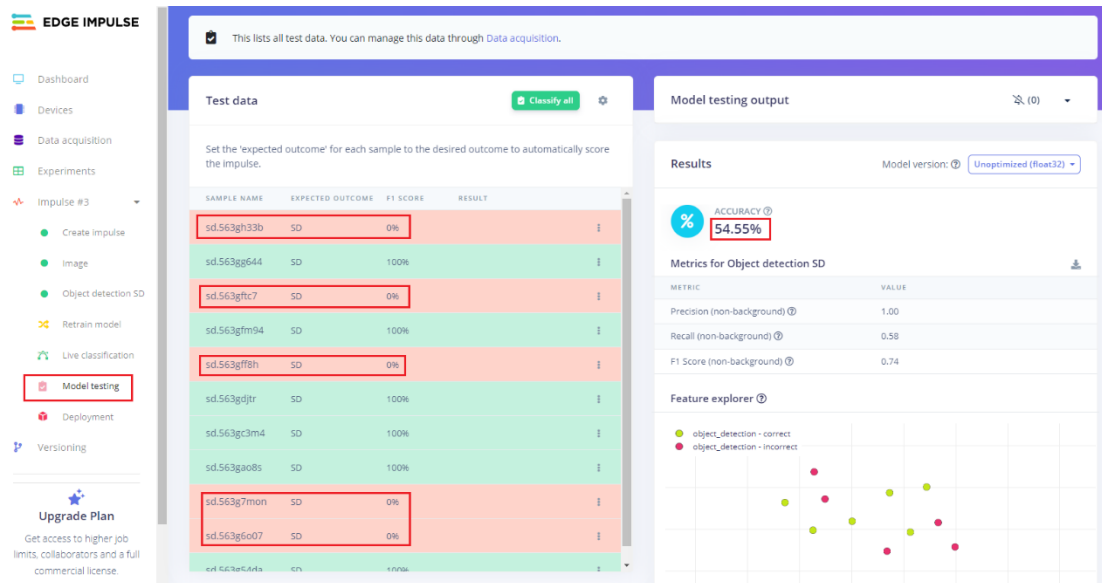 EDGE IMPULSE
Dashboard
Devices
Data acquisition
Experiments
Impulse #3
Create impulse
Image
Object detection SD
Retrain model
Live classification
Model testing
Deployment
Versioning
Upgrade Plan
Get access to higher job
limits, collaborators and a full
commercial license.
This lists all test data. You can manage this data through Data acquisition.
Test data
Classify all
Set the 'expected outcome' for each sample to the desired outcome to automatically score
the impulse.
SAMPLE NAME EXPECTED OUTCOME F1 SCORE RESULT
sd.563gh33b SD 0%
sd.563gg644 SD 100%
sd.563gftc7 SD 0%
sd.563gfm94 SD 100%
sd.563gff8h SD 0%
sd.563gdjtr SD 100%
sd.563gc3m4 SD 100%
sd.563gao8s SD 100%
sd.563g7mon SD 0%
sd.563g6o07 SD 0%
sd.563g54da SD 100%
Model testing output
(0)
Results
Model version: Unoptimized (float32)
%
ACCURACY
54.55%
Metrics for Object detection SD
METRIC VALUE
Precision (non-background) 1.00
Recall (non-background) 0.58
F1 Score (non-background) 0.74
Feature explorer
object_detection - correct
object_detection - incorrect